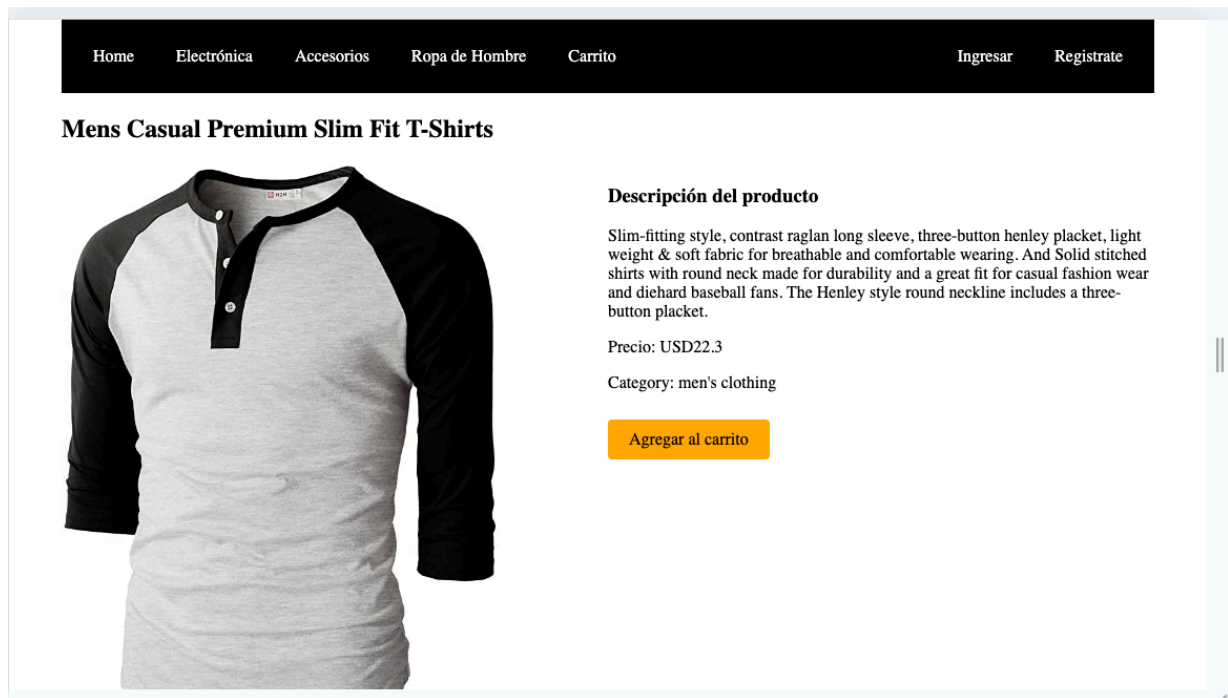 Home Electrónica Accesorios Ropa de Hombre Carrito Ingresar Registrate
Mens Casual Premium Slim Fit T-Shirts
Descripción del producto
Slim-fitting style, contrast raglan long sleeve, three-button henley placket, light
weight & soft fabric for breathable and comfortable wearing. And Solid stitched
shirts with round neck made for durability and a great fit for casual fashion wear
and diehard baseball fans. The Henley style round neckline includes a three-
button placket.
Precio: USD22.3
Category: men's clothing
Agregar al carrito